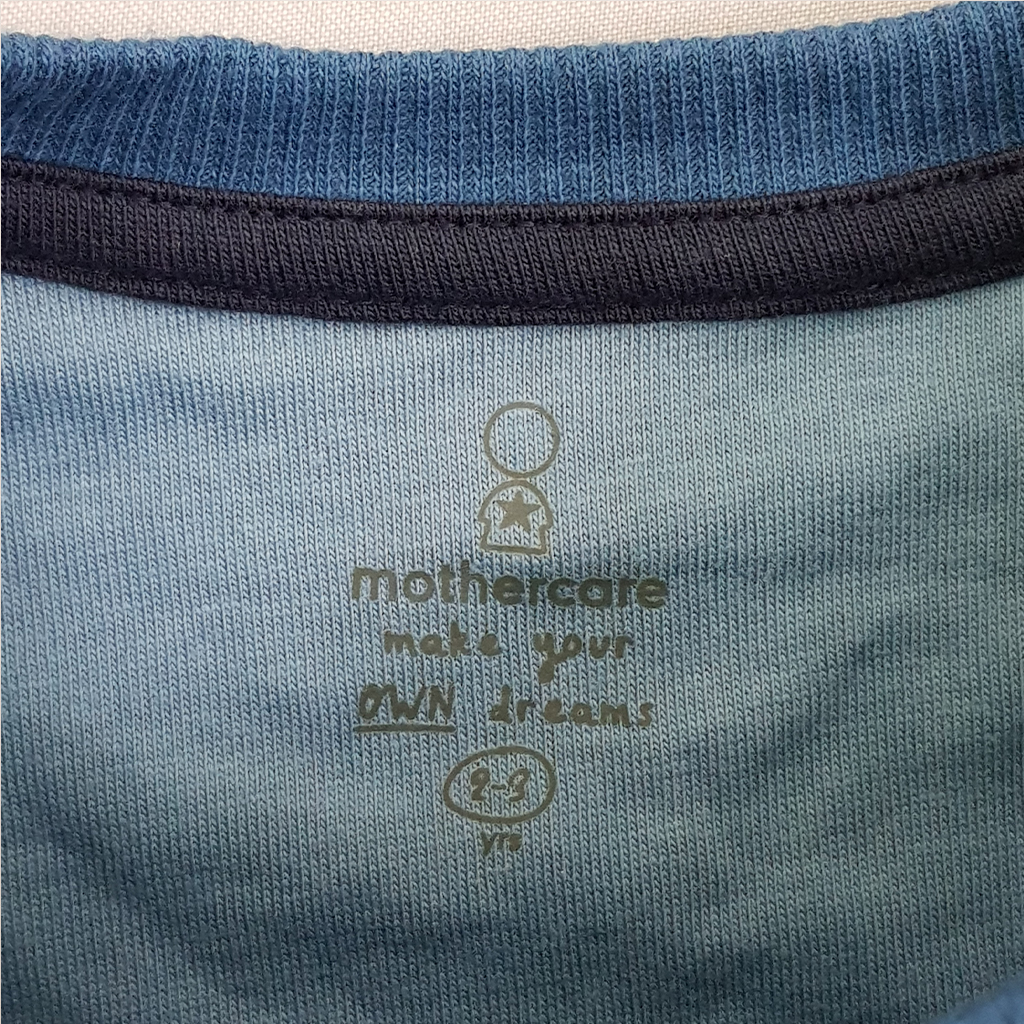 mothercare
make your
OWN dreams
2-3
yrs